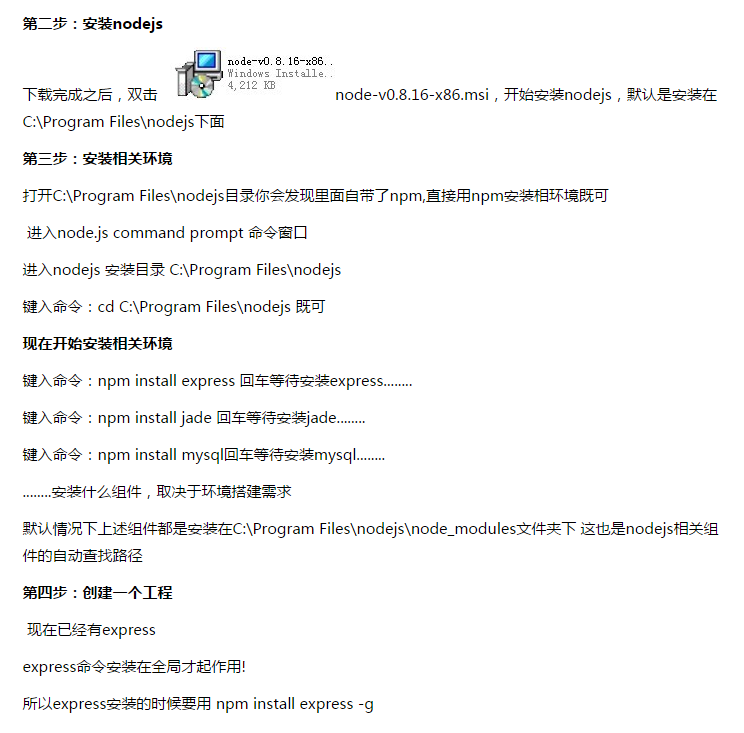 第二步：安装nodejs
node-v0.8.16-x86..
Windows Installe..
4,212 KB
下载完成之后，双击 node-v0.8.16-x86.msi，开始安装nodejs，默认是安装在
C:\Program Files\nodejs下面
第三步：安装相关环境
打开C:\Program Files\nodejs目录你会发现里面自带了npm,直接用npm安装相环境既可
进入node.js command prompt 命令窗口
进入nodejs 安装目录 C:\Program Files\nodejs
键入命令：cd C:\Program Files\nodejs 既可
现在开始安装相关环境
键入命令：npm install express 回车等待安装express........
键入命令：npm install jade 回车等待安装jade........
键入命令：npm install mysql回车等待安装mysql........
........安装什么组件，取决于环境搭建需求
默认情况下上述组件都是安装在C:\Program Files\nodejs\node_modules文件夹下 这也是nodejs相关组
件的自动查找路径
第四步：创建一个工程
现在已经有express
express命令安装在全局才起作用!
所以express安装的时候要用 npm install express -g